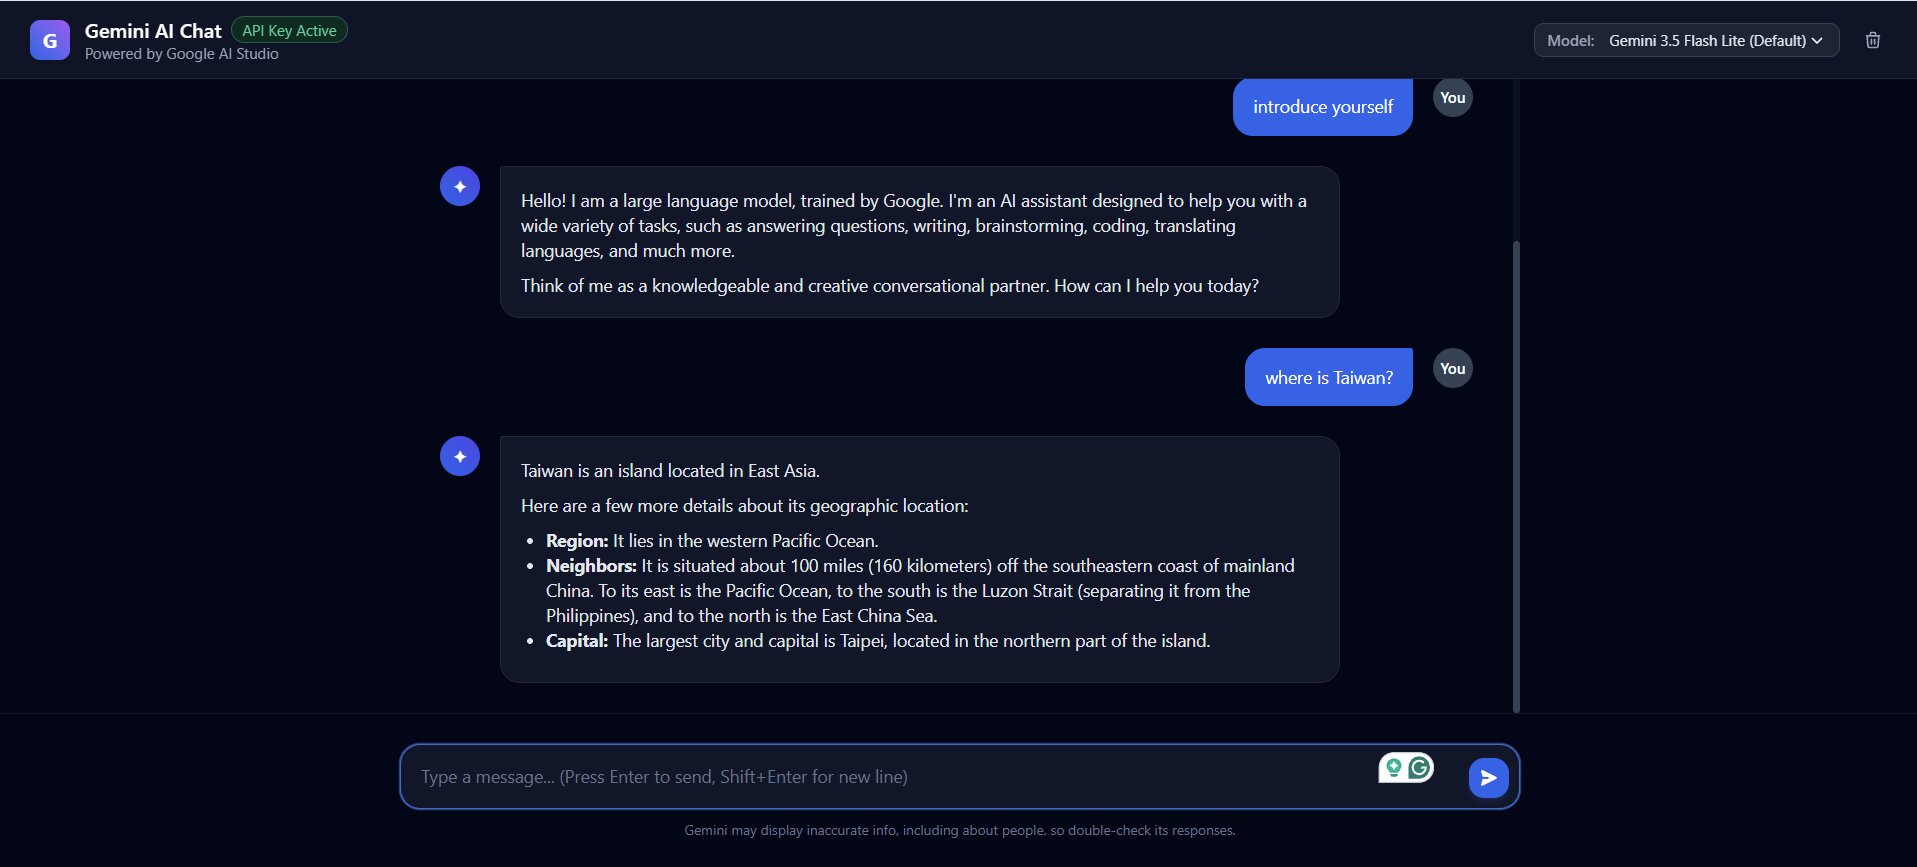 G
Gemini AI Chat
API Key Active
Powered by Google AI Studio
Model: Gemini 3.5 Flash Lite (Default)
introduce yourself
You
Hello! I am a large language model, trained by Google. I'm an AI assistant designed to help you with a
wide variety of tasks, such as answering questions, writing, brainstorming, coding, translating
languages, and much more.
Think of me as a knowledgeable and creative conversational partner. How can I help you today?
where is Taiwan?
You
Taiwan is an island located in East Asia.
Here are a few more details about its geographic location:
• Region: It lies in the western Pacific Ocean.
• Neighbors: It is situated about 100 miles (160 kilometers) off the southeastern coast of mainland
China. To its east is the Pacific Ocean, to the south is the Luzon Strait (separating it from the
Philippines), and to the north is the East China Sea.
• Capital: The largest city and capital is Taipei, located in the northern part of the island.
Type a message... (Press Enter to send, Shift+Enter for new line)
Gemini may display inaccurate info, including about people, so double-check its responses.